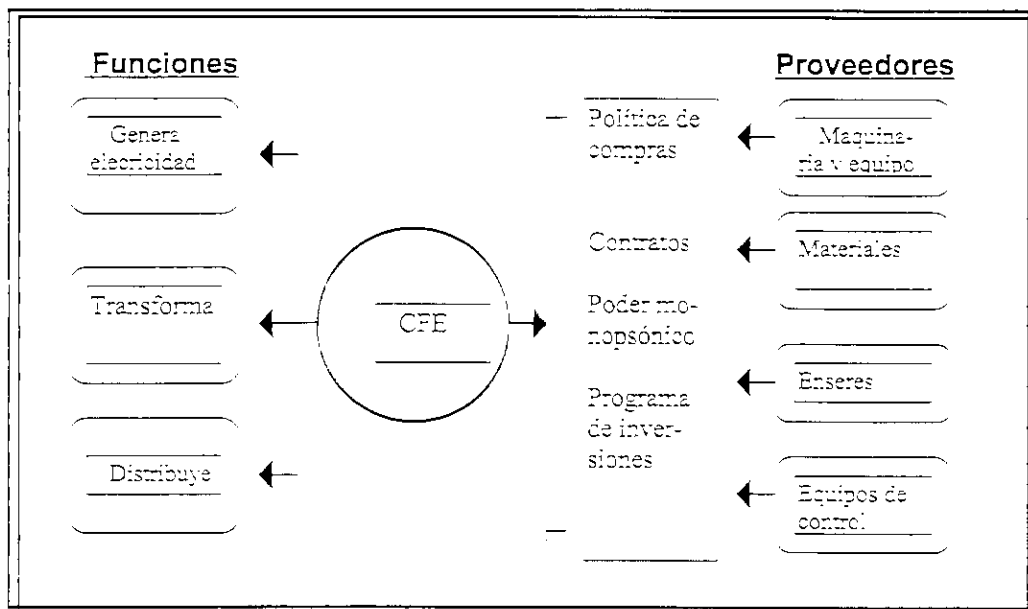 Funciones
Genera
elecricidad
Transforma
Distribuye
CFE
Política de
compras
Contratos
Poder mo-
nopsónico
Programa
de inver-
siones
Proveedores
Maquina-
ria y equipo
Materiales
Enseres
Equipos de
control